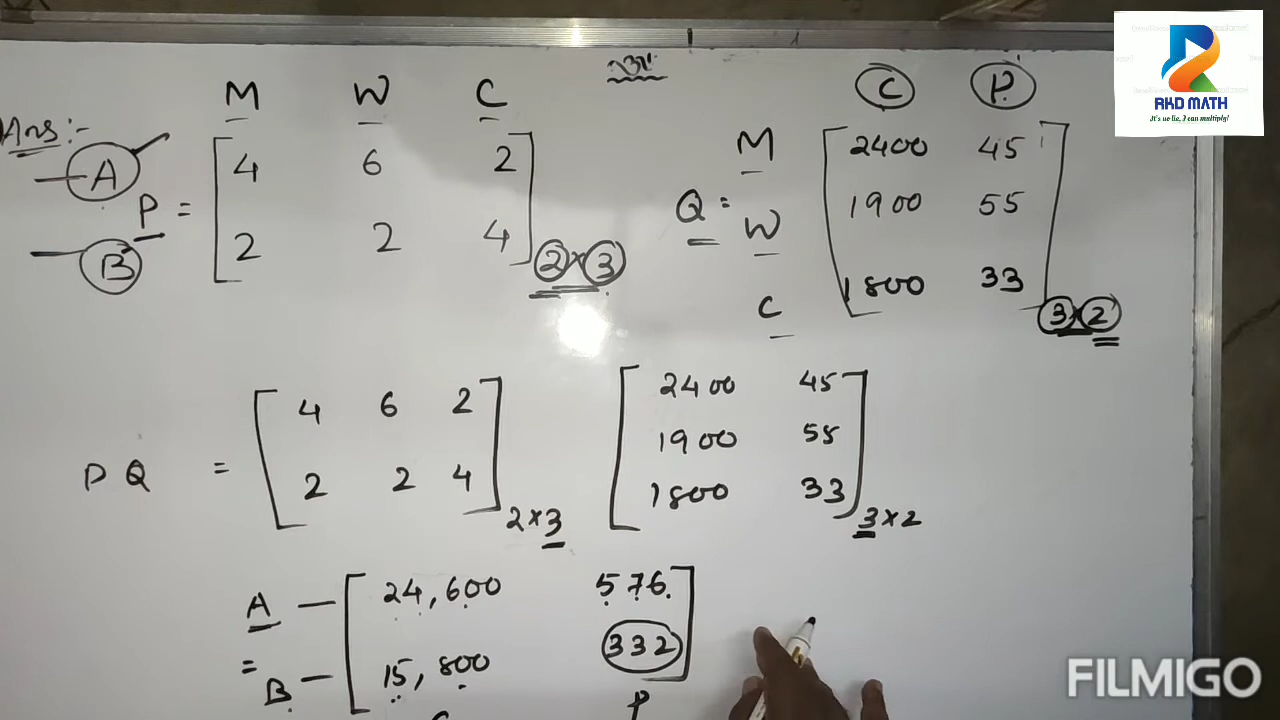 M W C
C P
RKD MATH
It's no lie, I can multiply!
Ans:-
A
P = [ 4 6 2
2 2 4 ] 2×3
B
Q = M W C
[ 2400 45
1900 55
1800 33 ] 3×2
PQ = [ 4 6 2
2 2 4 ] 2×3
[ 2400 45
1900 55
1800 33 ] 3×2
A — [ 24,600 576
= B — 15,800 332 ]
C P
FILMIGO